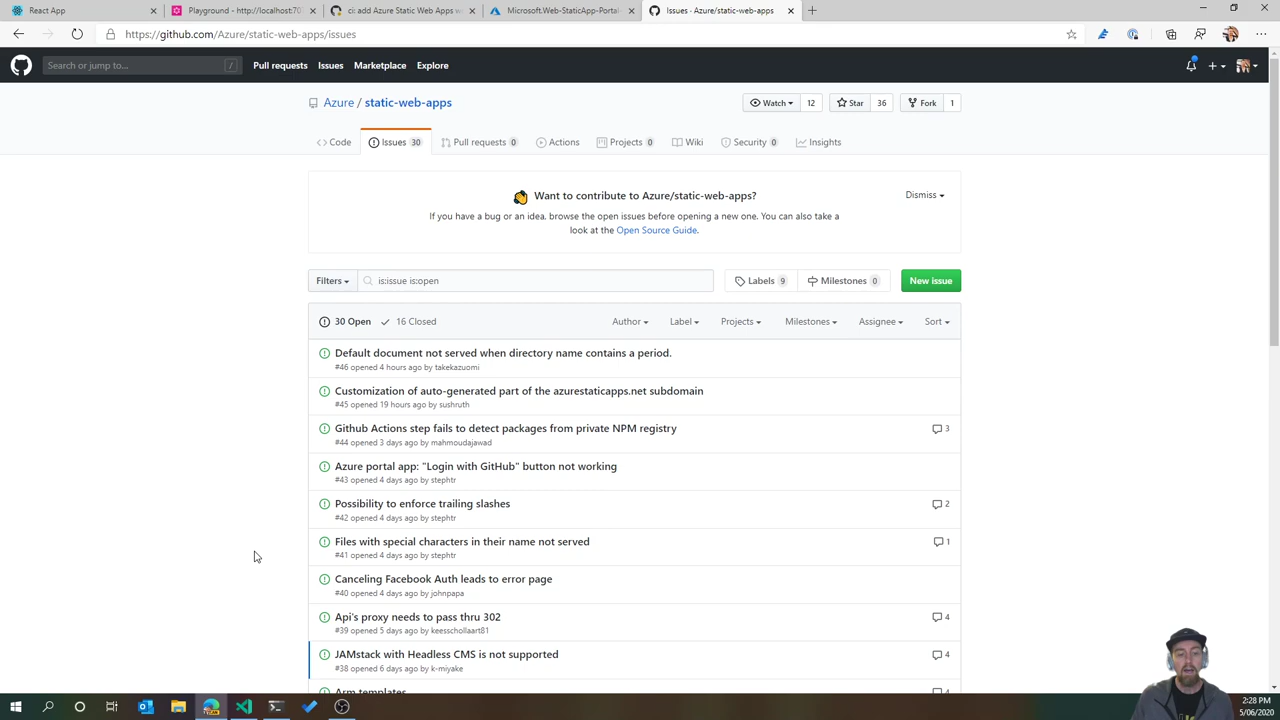 React App
Playground - http://localhost:707
ci: add Azure Static Web Apps w
Microsoft.Web-StaticApp-Portal-
Issues · Azure/static-web-apps
https://github.com/Azure/static-web-apps/issues
Search or jump to... /
Pull requests Issues Marketplace Explore
Azure / static-web-apps
Watch 12 Star 36 Fork 1
Code Issues 30 Pull requests 0 Actions Projects 0 Wiki Security 0 Insights
Want to contribute to Azure/static-web-apps?
Dismiss
If you have a bug or an idea, browse the open issues before opening a new one. You can also take a
look at the Open Source Guide.
Filters is:issue is:open Labels 9 Milestones 0 New issue
30 Open 16 Closed Author Label Projects Milestones Assignee Sort
Default document not served when directory name contains a period.
#46 opened 4 hours ago by takekazuomi
Customization of auto-generated part of the azurestaticapps.net subdomain
#45 opened 19 hours ago by sushruth
Github Actions step fails to detect packages from private NPM registry 3
#44 opened 3 days ago by mahmoudajawad
Azure portal app: "Login with GitHub" button not working
#43 opened 4 days ago by stephtr
Possibility to enforce trailing slashes 2
#42 opened 4 days ago by stephtr
Files with special characters in their name not served 1
#41 opened 4 days ago by stephtr
Canceling Facebook Auth leads to error page
#40 opened 4 days ago by johnpapa
Api's proxy needs to pass thru 302 4
#39 opened 5 days ago by keesschollaart81
JAMstack with Headless CMS is not supported 4
#38 opened 6 days ago by k-miyake
Arm templates 4
2:28 PM
5/06/2020